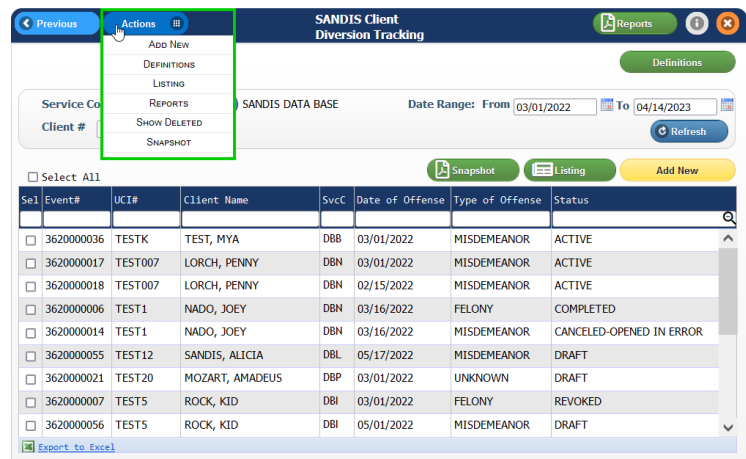 Previous
Actions
SANDIS Client
Diversion Tracking
Reports
Add New
Definitions
Listing
Reports
Show Deleted
Snapshot
Definitions
Service Co
SANDIS DATA BASE
Date Range: From 03/01/2022 To 04/14/2023
Client #
Refresh
Select All
Snapshot
Listing
Add New
Sel Event# UCI# Client Name SvcC Date of Offense Type of Offense Status
3620000036 TESTK TEST, MYA DBB 03/01/2022 MISDEMEANOR ACTIVE
3620000017 TEST007 LORCH, PENNY DBN 03/01/2022 MISDEMEANOR ACTIVE
3620000018 TEST007 LORCH, PENNY DBN 02/15/2022 MISDEMEANOR ACTIVE
3620000006 TEST1 NADO, JOEY DBN 03/16/2022 FELONY COMPLETED
3620000014 TEST1 NADO, JOEY DBN 03/16/2022 MISDEMEANOR CANCELED-OPENED IN ERROR
3620000055 TEST12 SANDIS, ALICIA DBL 05/17/2022 MISDEMEANOR DRAFT
3620000021 TEST20 MOZART, AMADEUS DBP 03/01/2022 UNKNOWN DRAFT
3620000007 TEST5 ROCK, KID DBI 03/01/2022 FELONY REVOKED
3620000056 TEST5 ROCK, KID DBI 05/01/2022 MISDEMEANOR DRAFT
Export to Excel